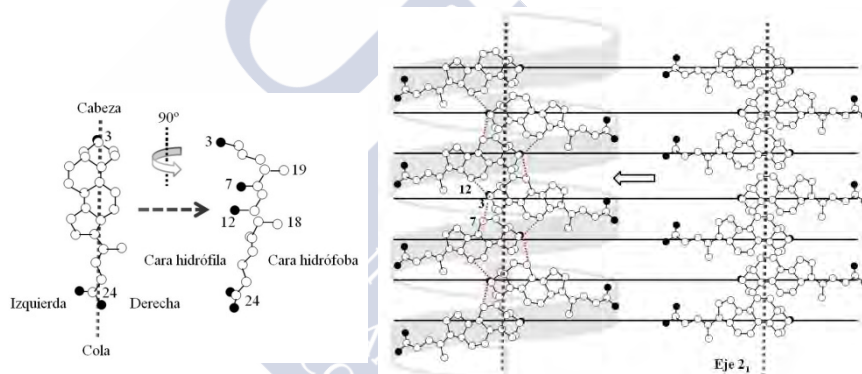 Cabeza
90º
3
3
19
7
12
18
Cara hidrófila
Cara hidrófoba
24
24
Izquierda
Derecha
Cola
12
3
7
Eje 2₁